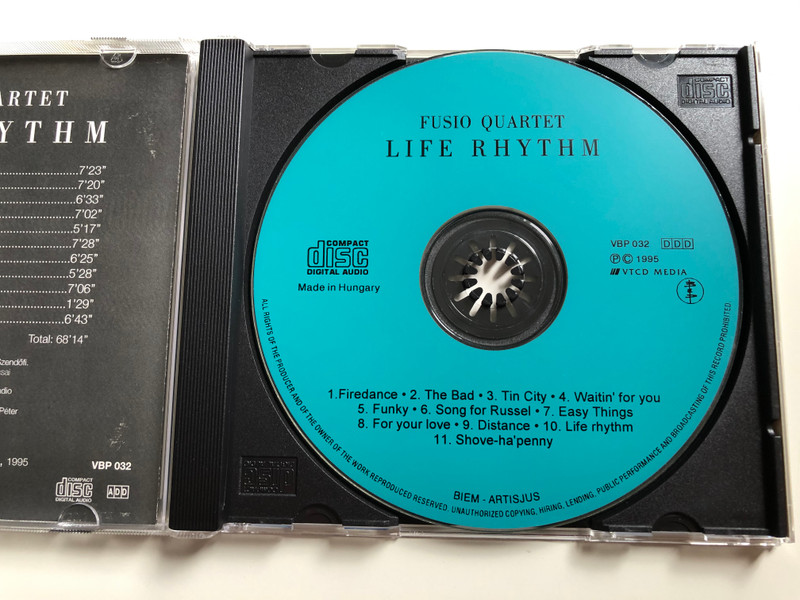 ARTET
YTHM
7'23"
7'20"
6'33"
7'02"
5'17"
7'28"
6'25"
5'28"
7'06"
1'29"
6'43"
Total: 68'14"
Szendőfi.
sai
dio
Péter
, 1995
VBP 032
COMPACT
disc
DIGITAL AUDIO
ADD
FUSIO QUARTET
LIFE RHYTHM
COMPACT
disc
DIGITAL AUDIO
Made in Hungary
VBP 032 DDD
℗ © 1995
VTCD MEDIA
1.Firedance • 2. The Bad • 3. Tin City • 4. Waitin' for you
5. Funky • 6. Song for Russel • 7. Easy Things
8. For your love • 9. Distance • 10. Life rhythm
11. Shove-ha'penny
BIEM - ARTISJUS
ALL RIGHTS OF THE PRODUCER AND OF THE OWNER OF THE WORK REPRODUCED RESERVED. UNAUTHORIZED COPYING, HIRING, LENDING, PUBLIC PERFORMANCE AND BROADCASTING OF THIS RECORD PROHIBITED.
COMPACT
disc
DIGITAL AUDIO